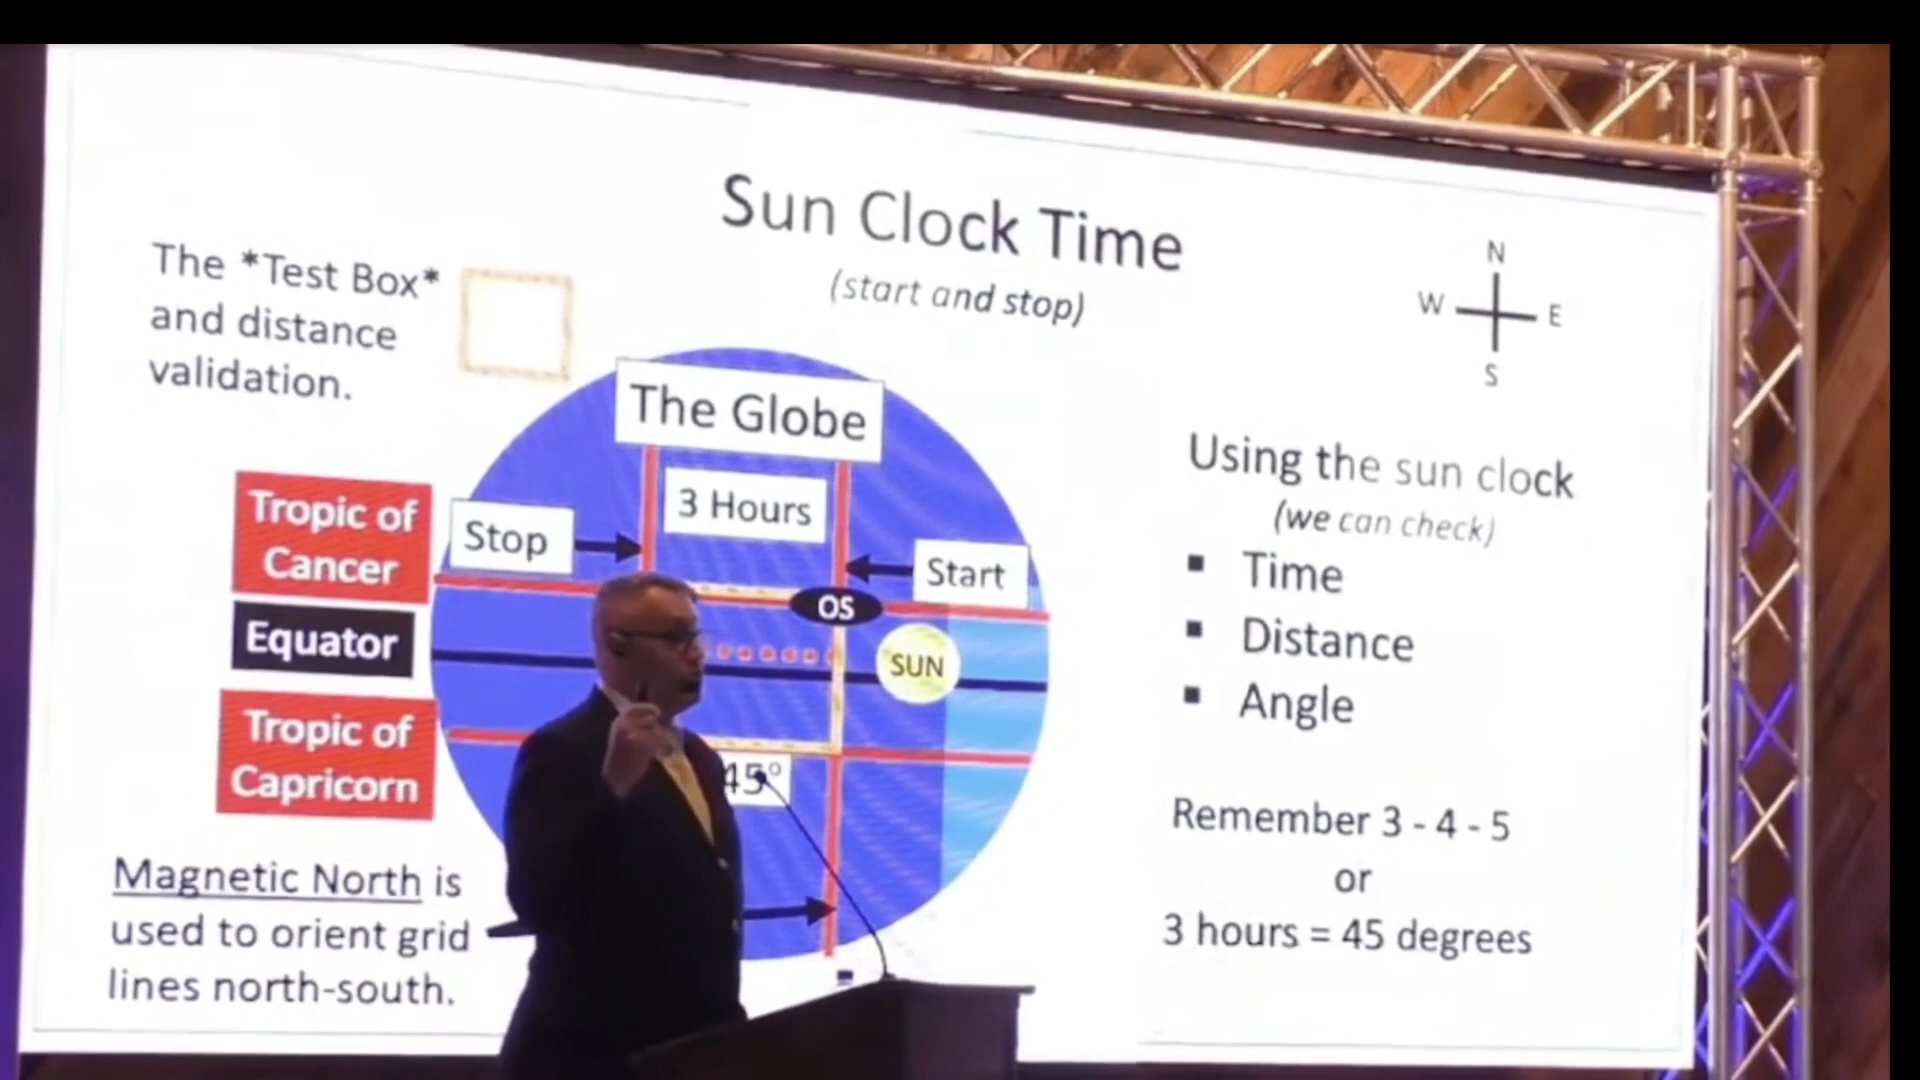 Sun Clock Time
(start and stop)
The *Test Box*
and distance
validation.
N
W
E
S
The Globe
3 Hours
Stop
Start
Tropic of
Cancer
OS
Equator
SUN
Tropic of
Capricorn
45°
Magnetic North is
used to orient grid
lines north-south.
Using the sun clock
(we can check)
▪ Time
▪ Distance
▪ Angle
Remember 3 - 4 - 5
or
3 hours = 45 degrees